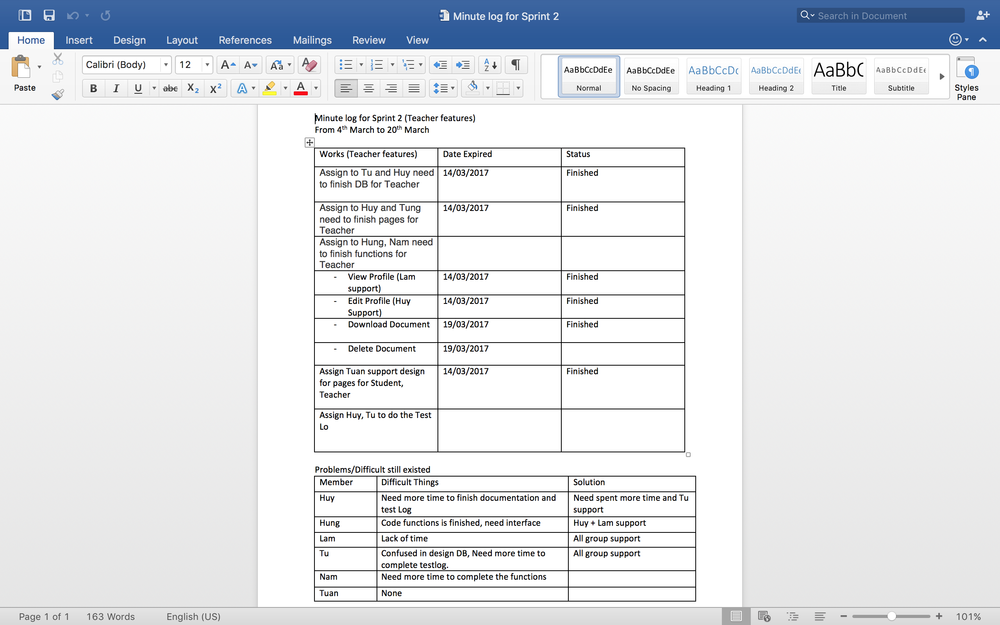 Minute log for Sprint 2
Search in Document
Home Insert Design Layout References Mailings Review View
Paste
Calibri (Body) 12
AaBbCcDdEe Normal
AaBbCcDdEe No Spacing
AaBbCcDc Heading 1
AaBbCcDdEe Heading 2
AaBbC Title
AaBbCcDdEe Subtitle
Styles
Pane
Minute log for Sprint 2 (Teacher features)
From 4th March to 20th March
Works (Teacher features) Date Expired Status
Assign to Tu and Huy need 14/03/2017 Finished
to finish DB for Teacher
Assign to Huy and Tung 14/03/2017 Finished
need to finish pages for
Teacher
Assign to Hung, Nam need
to finish functions for
Teacher
- View Profile (Lam 14/03/2017 Finished
support)
- Edit Profile (Huy 14/03/2017 Finished
Support)
- Download Document 19/03/2017 Finished
- Delete Document 19/03/2017
Assign Tuan support design 14/03/2017 Finished
for pages for Student,
Teacher
Assign Huy, Tu to do the Test
Lo
Problems/Difficult still existed
Member Difficult Things Solution
Huy Need more time to finish documentation and Need spent more time and Tu
test Log support
Hung Code functions is finished, need interface Huy + Lam support
Lam Lack of time All group support
Tu Confused in design DB, Need more time to All group support
complete testlog.
Nam Need more time to complete the functions
Tuan None
Page 1 of 1 163 Words English (US) 101%